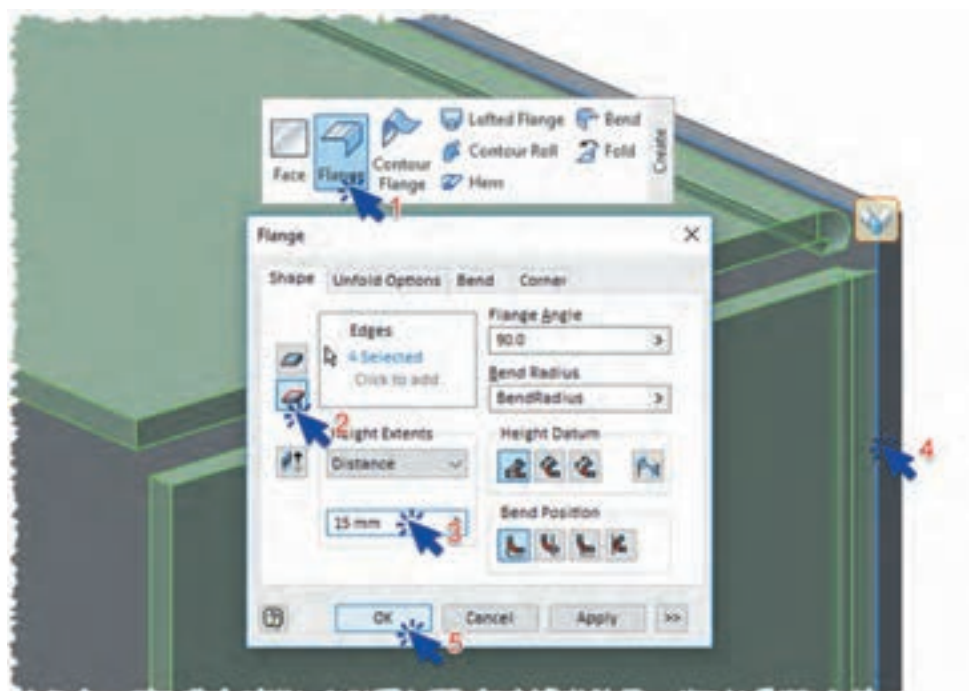 Lofted Flange
Bend
Face
Flange
Contour
Flange
Contour Roll
Fold
Hem
Create
1
Flange
Shape
Unfold Options
Bend
Corner
Edges
4 Selected
Click to add
2
Flange Angle
90.0
>
Bend Radius
BendRadius
>
Height Extents
Distance
15 mm
3
Height Datum
Bend Position
4
OK
Cancel
Apply
>>
5